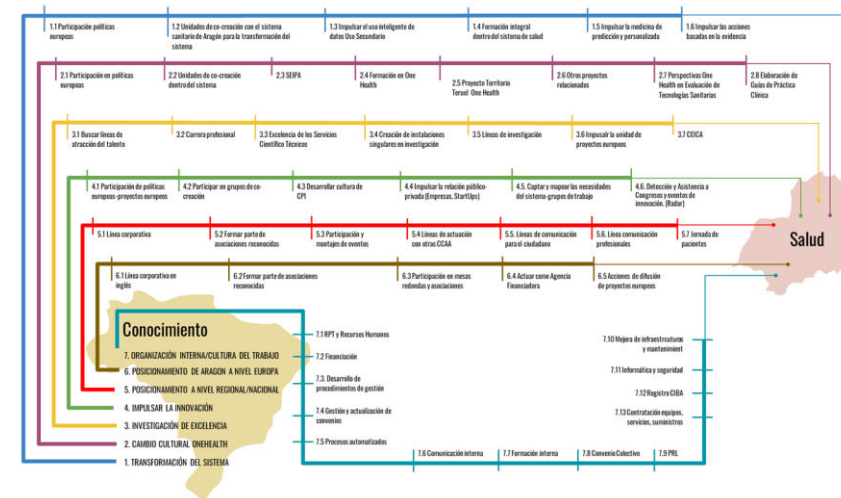 1.1 Participación políticas
europeas
1.2 Unidades de co-creación con el sistema
sanitario de Aragón para la transformación del
sistema
1.3 Impulsar el uso inteligente de
dates Uso Secundario
1.4 Formación integral
dentro del sistema de salud
1.5 Impulsar la medicina de
predicción y personalizada
1.6 Impulsar las acciones
basadas en la evidencia
2.1 Participación en políticas
europeas
2.2 Unidades de co-creación
dentro del sistema
2.3 SEIPA
2.4 Formación en One
Health
2.5 Proyecto Territorio
Teruel One Health
2.6 Otros proyectos
relacionados
2.7 Perspectivas One
Health en Evaluación de
Tecnologías Sanitarias
2.8 Elaboración de
Guías de Práctica
Clínica
3.1 Buscar líneas de
atracción del talento
3.2 Carrera profesional
3.3 Excelencia de los Servicios
Científico Técnicos
3.4 Creación de instalaciones
singulares en investigación
3.5 Líneas de investigación
3.6 Impusalr la unidad de
proyectos europeos
3.7 CEICA
4.1 Participación de políticas
europeas-proyectos europeos
4.2 Participar en grupos de co-
creación
4.3 Desarrollar cultura de
CPI
4.4 Impulsar la relación público-
privada (Empresas, StartUps)
4.5. Captar y mapear las necesidades
del sistema-grupos de trabajo
4.6. Detección y Asistencia a
Congresos y eventos de
innovación. (Radar)
5.1 Línea corporativa
5.2 Formar parte de
asociaciones reconocidas
5.3 Participación y
montajes de eventos
5.4 Líneas de actuación
con otras CCAA
5.5. Líneas de comunicación
para el ciudadano
5.6. Línea comunicación
profesionales
5.7 Jornada de
pacientes
Salud
6.1 Línea corporativa en
inglés
6.2 Formar parte de asociaciones
reconocidas
6.3 Participación en mesas
redondas y asociaciones
6.4 Actuar como Agencia
Financiadora
6.5 Acciones de difusión
de proyectos europeos
Conocimiento
7. ORGANIZACIÓN INTERNA/CULTURA DEL TRABAJO
6. POSICIONAMIENTO DE ARAGON A NIVEL EUROPA
5. POSICIONAMIENTO A NIVEL REGIONAL/NACIONAL
4. IMPULSAR LA INNOVACIÓN
3. INVESTIGACIÓN DE EXCELENCIA
2. CAMBIO CULTURAL ONEHEALTH
1. TRANSFORMACIÓN DEL SISTEMA
7.1 RPT y Recursos Humanes
7.2 Financiación
7.3. Desarrollo de
procedimientos de gestión
7.4 Gestión y actualización de
convenios
7.5 Procesos automatizados
7.6 Comunicación interna
7.7 Formación interna
7.8 Convenio Colectivo
7.9 PRL
7.10 Mejora de infraestrcuturas
y mantenimient
7.11 Informática y seguridad
7.12 Registro CIBA
7.13 Contratación equipos,
servicios, suministros